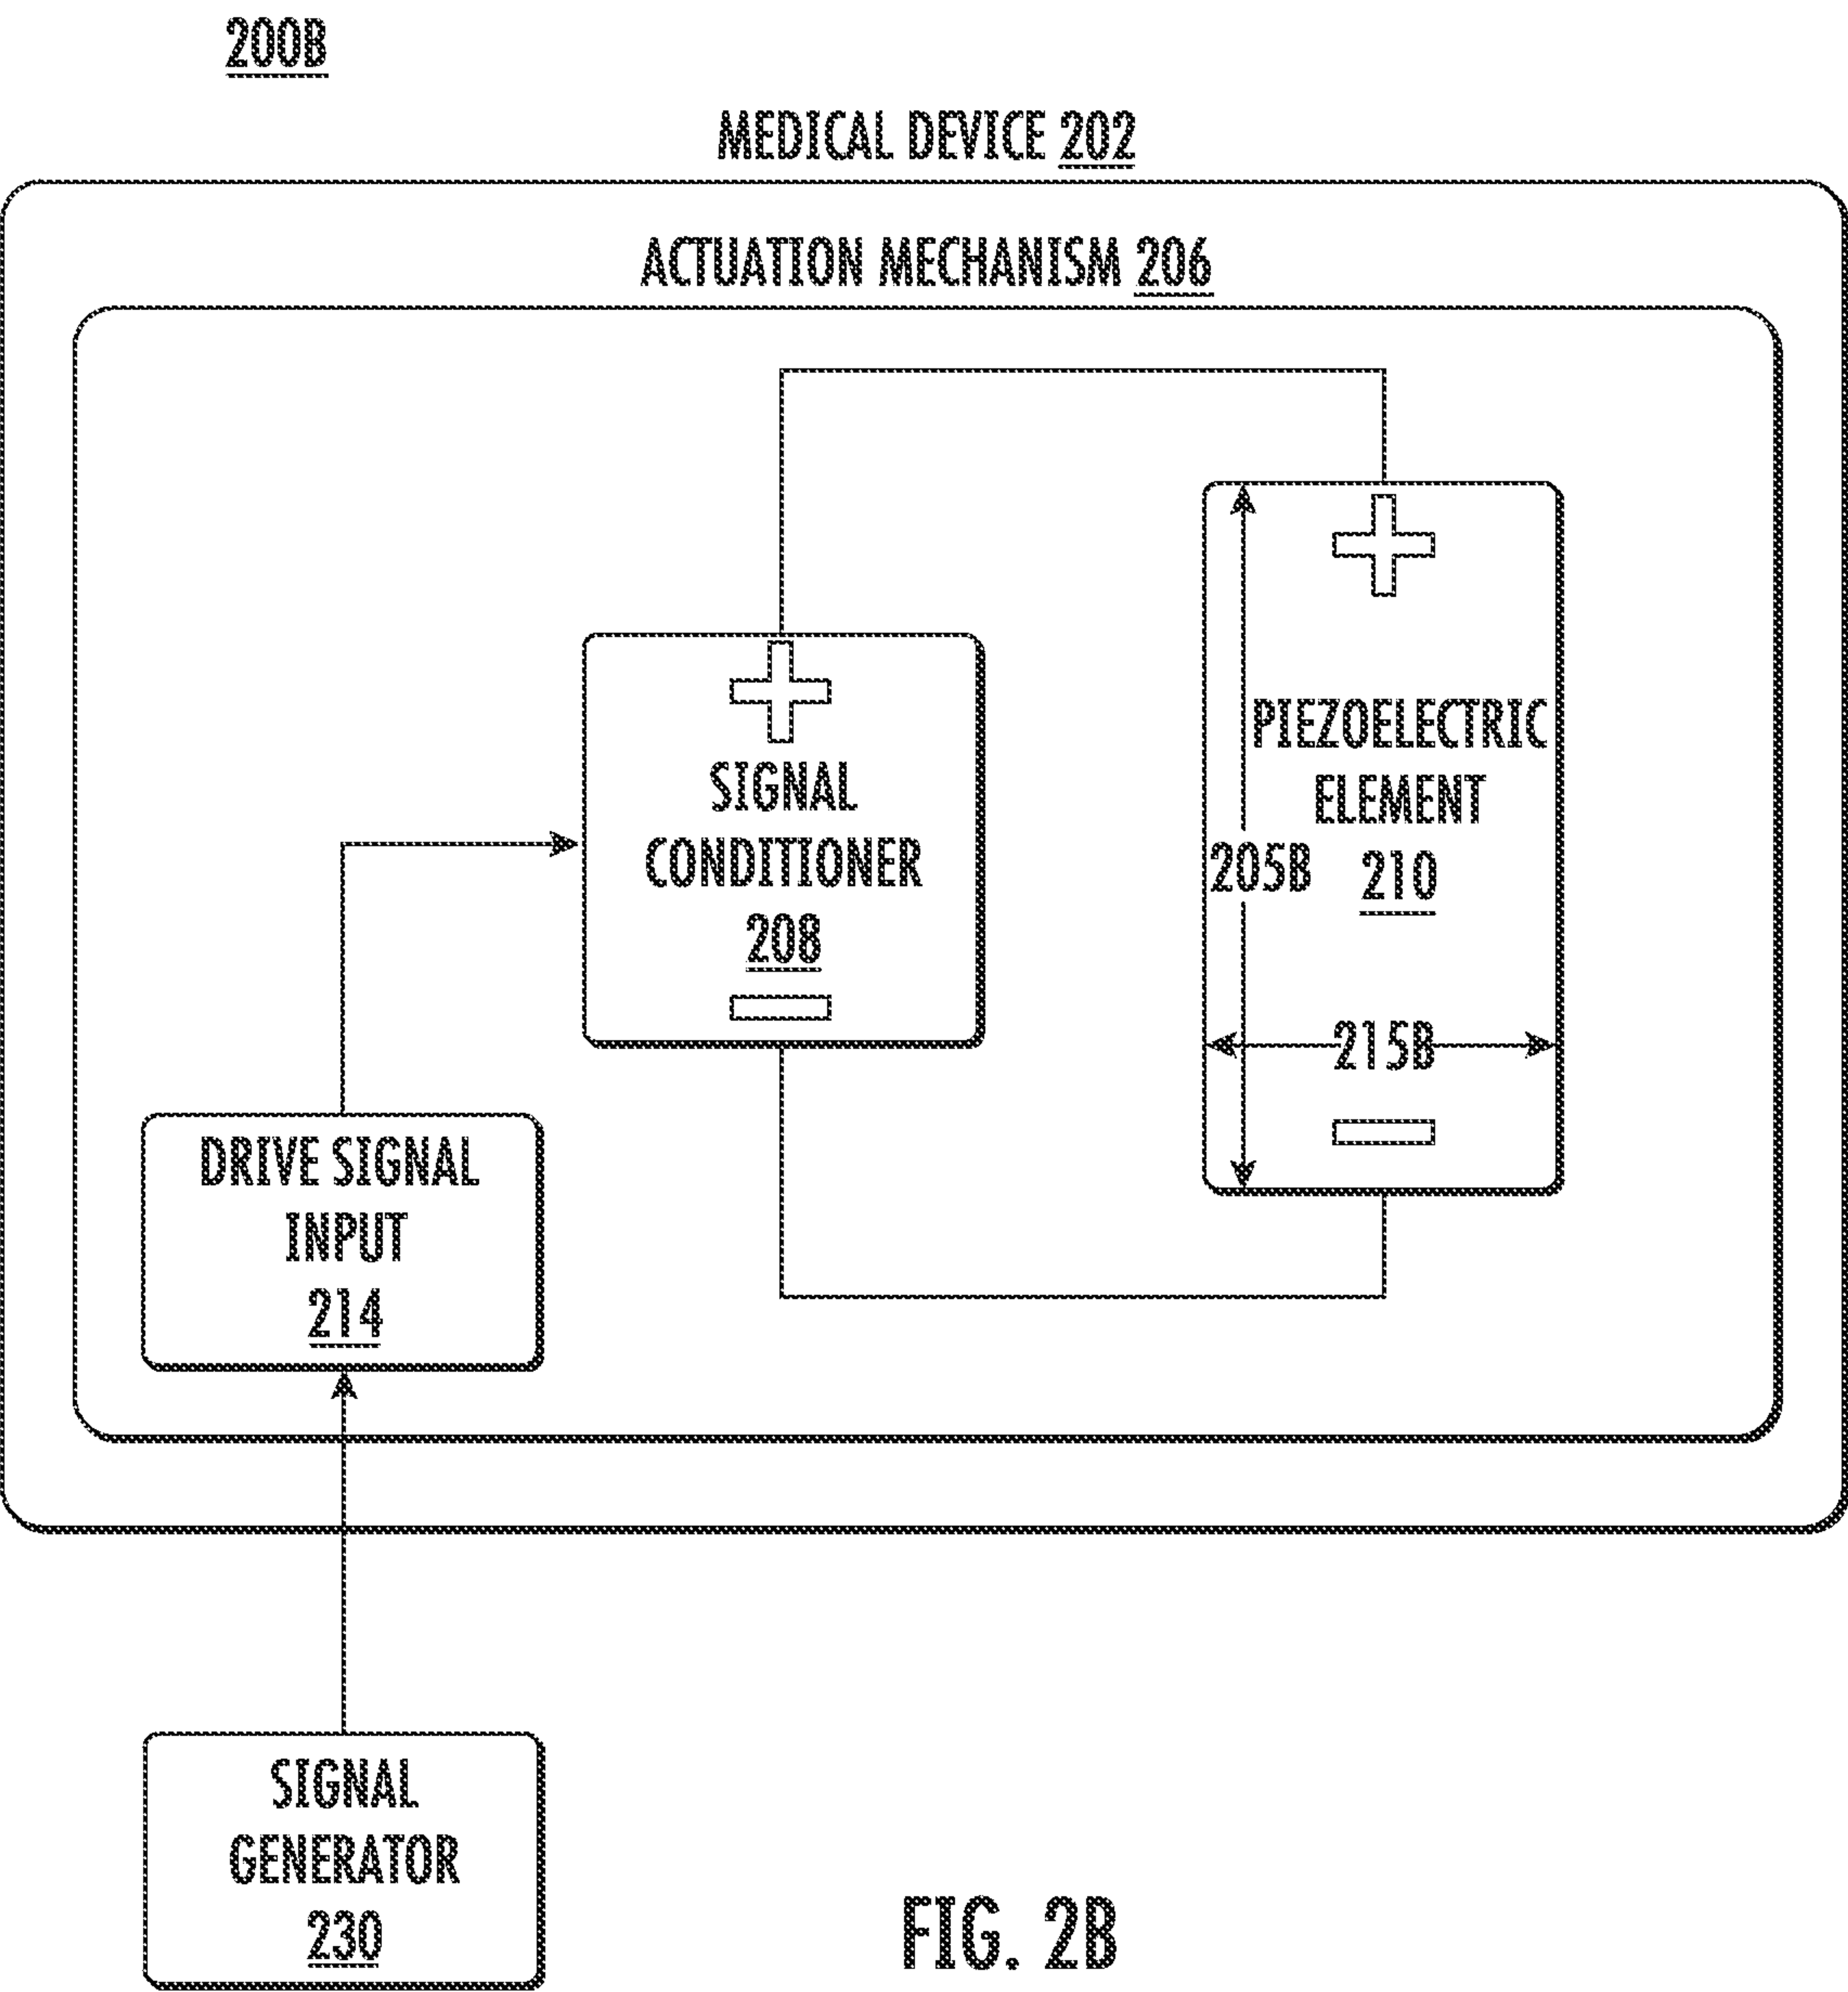 200B
MEDICAL DEVICE 202
ACTUATION MECHANISM 206
+
PIEZOELECTRIC
ELEMENT
210
205B
215B
−
+
SIGNAL
CONDITIONER
208
−
DRIVE SIGNAL
INPUT
214
SIGNAL
GENERATOR
230
FIG. 2B